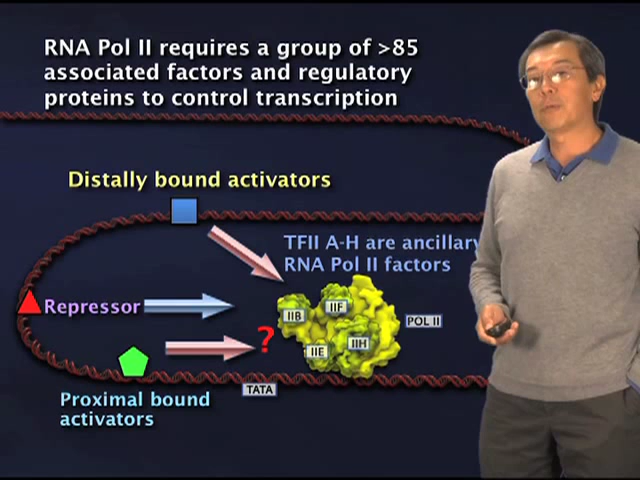 RNA Pol II requires a group of >85
associated factors and regulatory
proteins to control transcription
Distally bound activators
TFII A-H are ancillary
RNA Pol II factors
Repressor
IIB
IIF
POL II
?
IIE
IIH
TATA
Proximal bound
activators